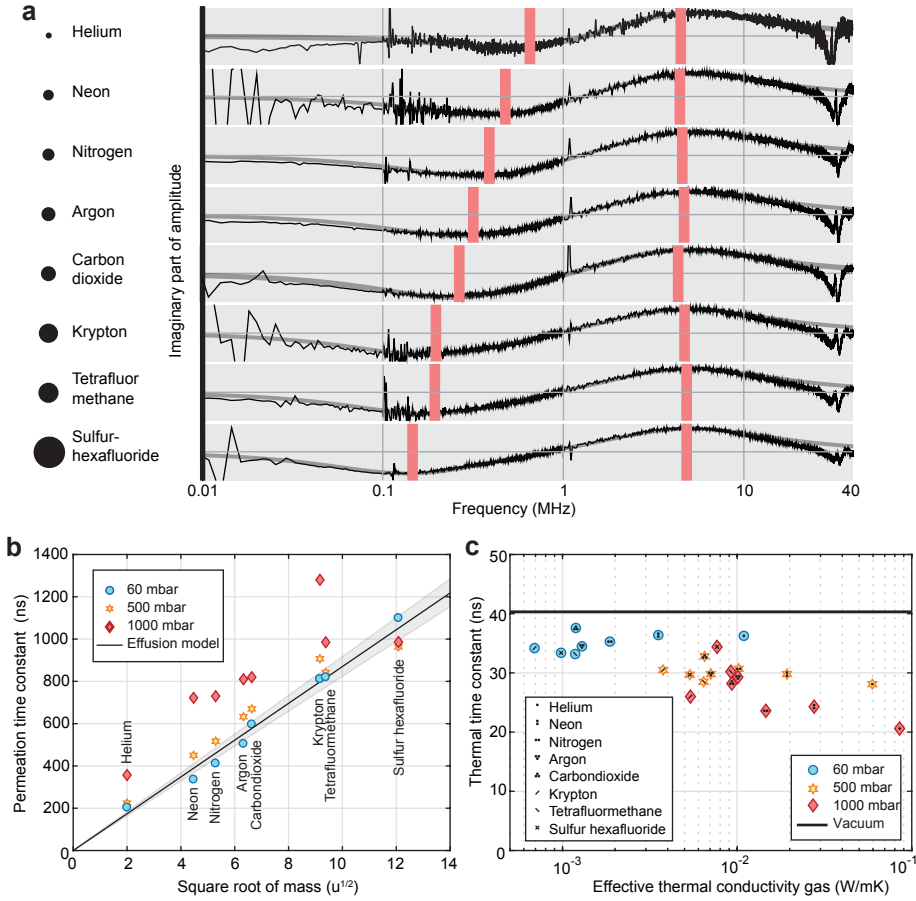 a
Helium
Neon
Nitrogen
Argon
Carbon
dioxide
Krypton
Tetrafluor
methane
Sulfur-
hexafluoride
Imaginary part of amplitude
0.01
0.1
1
10
40
Frequency (MHz)
b
1400
1200
1000
800
600
400
200
0
Permeation time constant (ns)
60 mbar
500 mbar
1000 mbar
Effusion model
Helium
Neon
Nitrogen
Argon
Carbondioxide
Krypton
Tetrafluormethane
Sulfur hexafluoride
0
2
4
6
8
10
12
14
Square root of mass (u^1/2)
c
50
40
30
20
10
0
Thermal time constant (ns)
Helium
Neon
Nitrogen
Argon
Carbondioxide
Krypton
Tetrafluormethane
Sulfur hexafluoride
60 mbar
500 mbar
1000 mbar
Vacuum
10^-3
10^-2
10^-1
Effective thermal conductivity gas (W/mK)